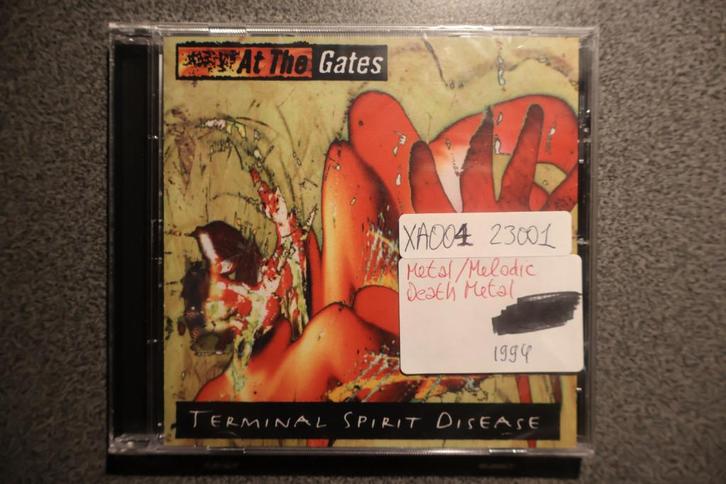 At The Gates
XA004 23001
Metal/Melodic
Death Metal
1994
TERMINAL SPIRIT DISEASE